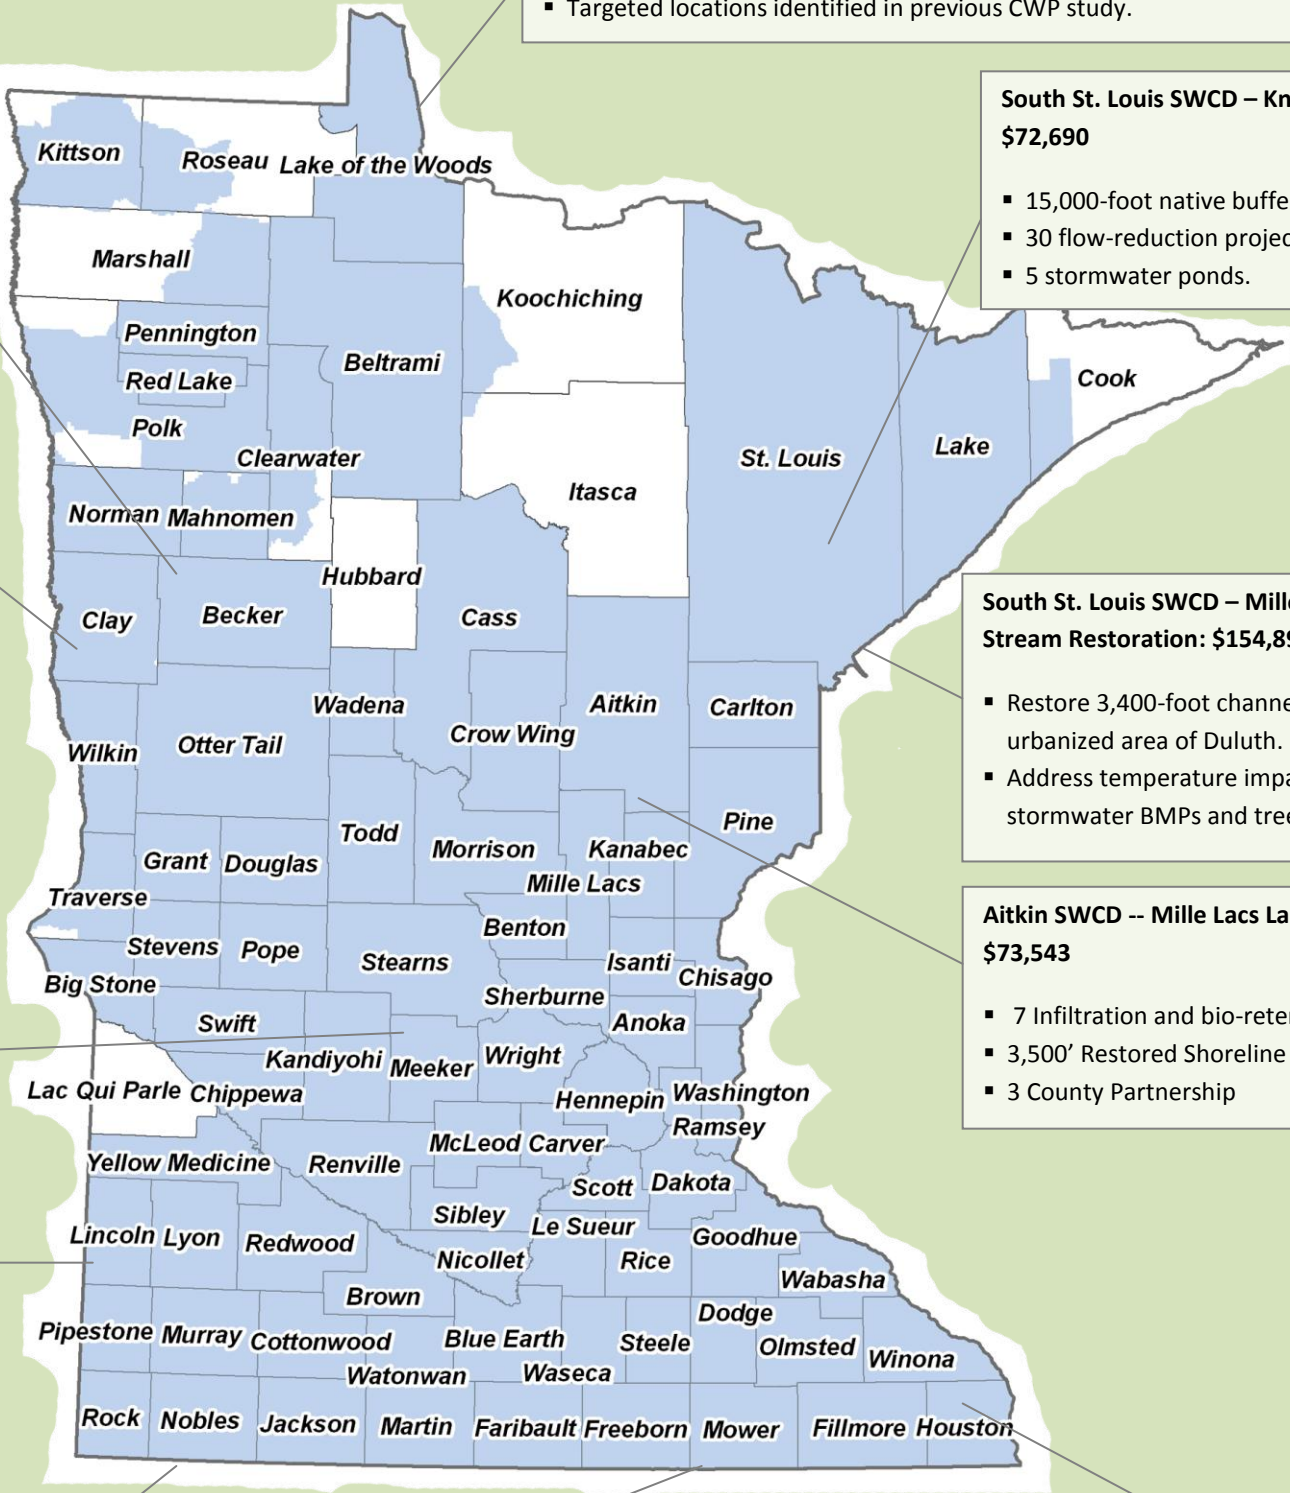 ▪ Targeted locations identified in previous CWP study.
South St. Louis SWCD – Kn
$72,690
▪ 15,000-foot native buffe
▪ 30 flow-reduction projec
▪ 5 stormwater ponds.
South St. Louis SWCD – Mill
Stream Restoration: $154,89
▪ Restore 3,400-foot channe
urbanized area of Duluth.
▪ Address temperature impa
stormwater BMPs and tree
Aitkin SWCD -- Mille Lacs La
$73,543
▪ 7 Infiltration and bio-reten
▪ 3,500’ Restored Shoreline
▪ 3 County Partnership
Kittson
Roseau
Lake of the Woods
Marshall
Koochiching
Pennington
Beltrami
Red Lake
Cook
Polk
Clearwater
St. Louis
Lake
Itasca
Norman
Mahnomen
Hubbard
Clay
Becker
Cass
Wadena
Aitkin
Carlton
Crow Wing
Wilkin
Otter Tail
Pine
Todd
Grant
Douglas
Morrison
Kanabec
Mille Lacs
Traverse
Benton
Stevens
Pope
Stearns
Isanti
Chisago
Big Stone
Sherburne
Swift
Anoka
Kandiyohi
Meeker
Wright
Lac Qui Parle
Chippewa
Hennepin
Washington
Ramsey
McLeod
Carver
Yellow Medicine
Renville
Scott
Dakota
Sibley
Le Sueur
Lincoln
Lyon
Redwood
Goodhue
Nicollet
Rice
Wabasha
Brown
Dodge
Pipestone
Murray
Cottonwood
Blue Earth
Steele
Olmsted
Winona
Watonwan
Waseca
Rock
Nobles
Jackson
Martin
Faribault
Freeborn
Mower
Fillmore
Houston